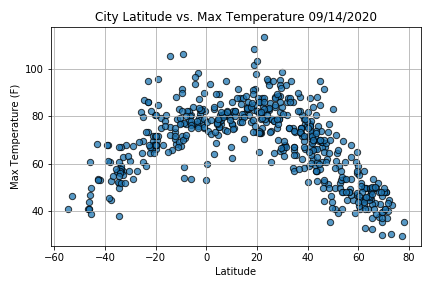 City Latitude vs. Max Temperature 09/14/2020
Max Temperature (F)
100
80
60
40
−60 −40 −20 0 20 40 60 80
Latitude